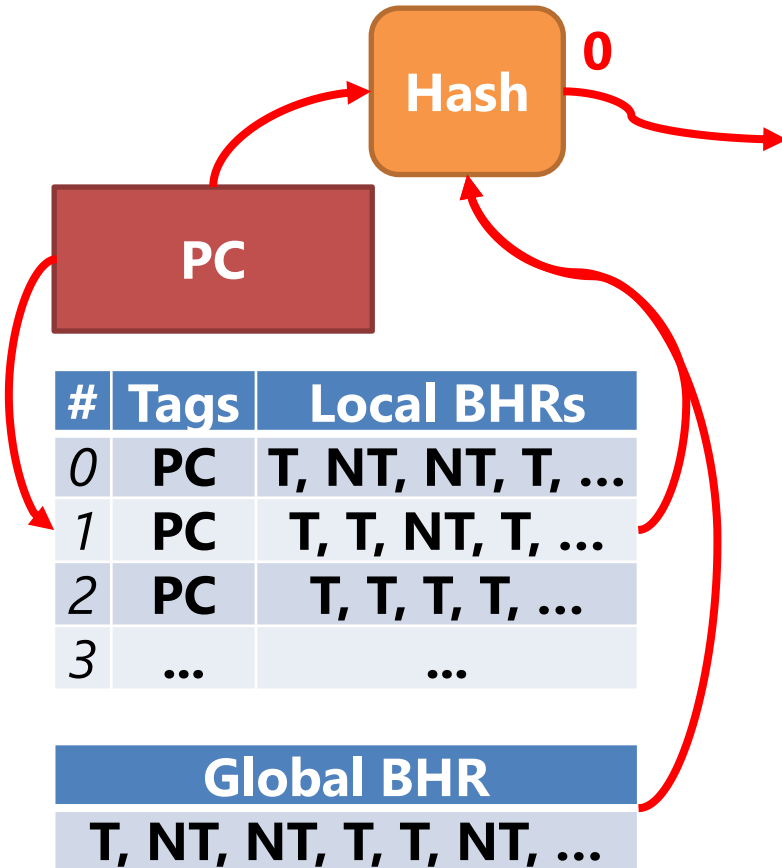 0
Hash
PC
# Tags Local BHRs
0 PC T, NT, NT, T, ...
1 PC T, T, NT, T, ...
2 PC T, T, T, T, ...
3 ... ...
Global BHR
T, NT, NT, T, T, NT, ...